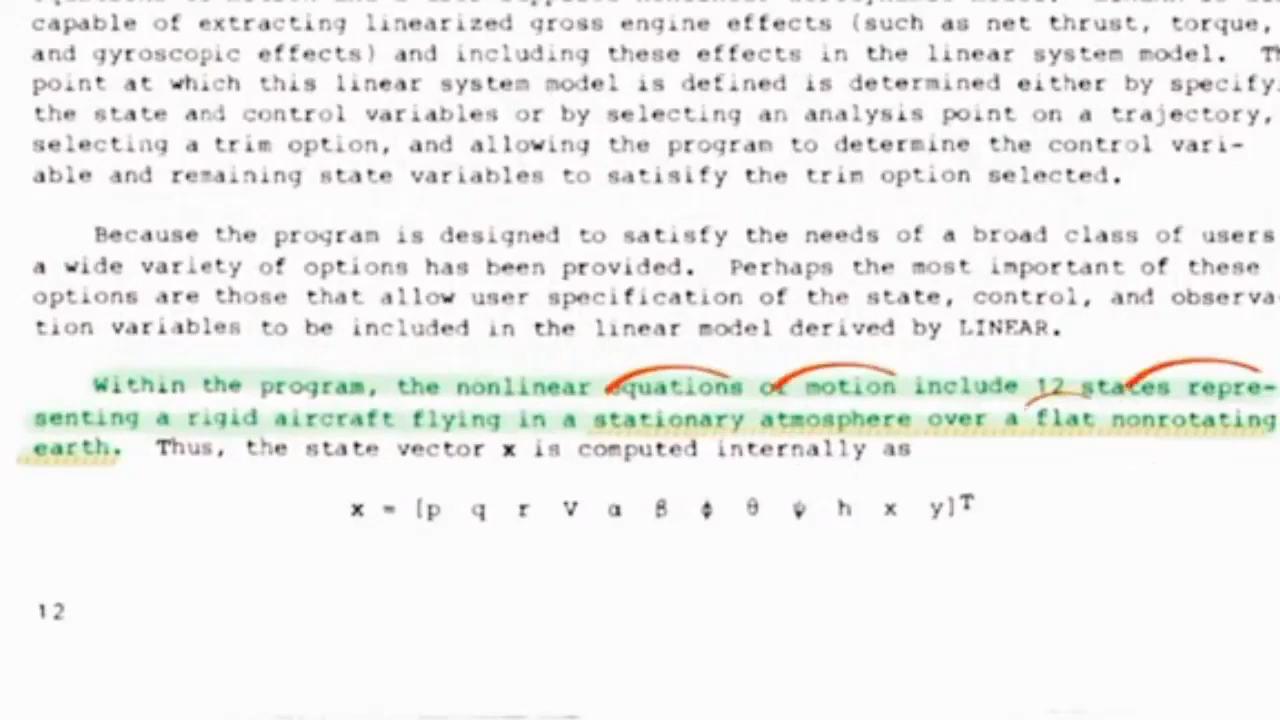 capable of extracting linearized gross engine effects (such as net thrust, torque,
and gyroscopic effects) and including these effects in the linear system model. Th
point at which this linear system model is defined is determined either by specify
the state and control variables or by selecting an analysis point on a trajectory,
selecting a trim option, and allowing the program to determine the control vari-
able and remaining state variables to satisify the trim option selected.
Because the program is designed to satisfy the needs of a broad class of users
a wide variety of options has been provided. Perhaps the most important of these
options are those that allow user specification of the state, control, and observa
tion variables to be included in the linear model derived by LINEAR.
Within the program, the nonlinear equations of motion include 12 states repre-
senting a rigid aircraft flying in a stationary atmosphere over a flat nonrotating
earth. Thus, the state vector x is computed internally as
x = [p q r V α β ϕ θ ψ h x y]T
12